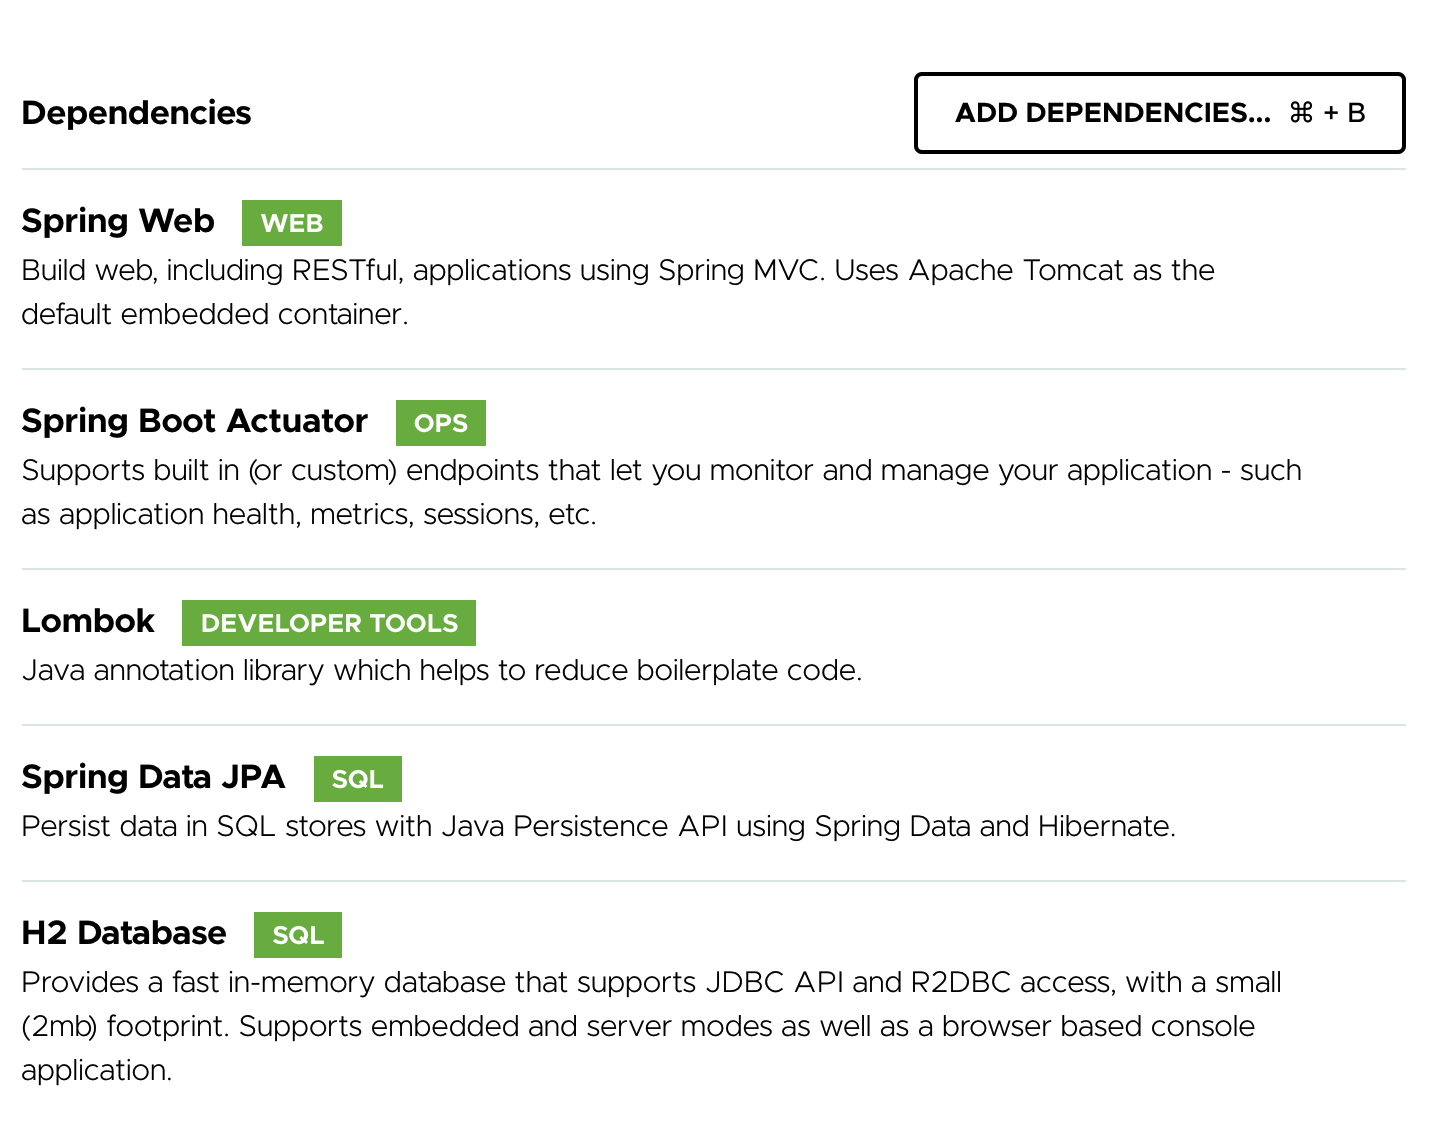 Dependencies
ADD DEPENDENCIES... ⌘ + B
Spring Web WEB
Build web, including RESTful, applications using Spring MVC. Uses Apache Tomcat as the
default embedded container.
Spring Boot Actuator OPS
Supports built in (or custom) endpoints that let you monitor and manage your application - such
as application health, metrics, sessions, etc.
Lombok DEVELOPER TOOLS
Java annotation library which helps to reduce boilerplate code.
Spring Data JPA SQL
Persist data in SQL stores with Java Persistence API using Spring Data and Hibernate.
H2 Database SQL
Provides a fast in-memory database that supports JDBC API and R2DBC access, with a small
(2mb) footprint. Supports embedded and server modes as well as a browser based console
application.